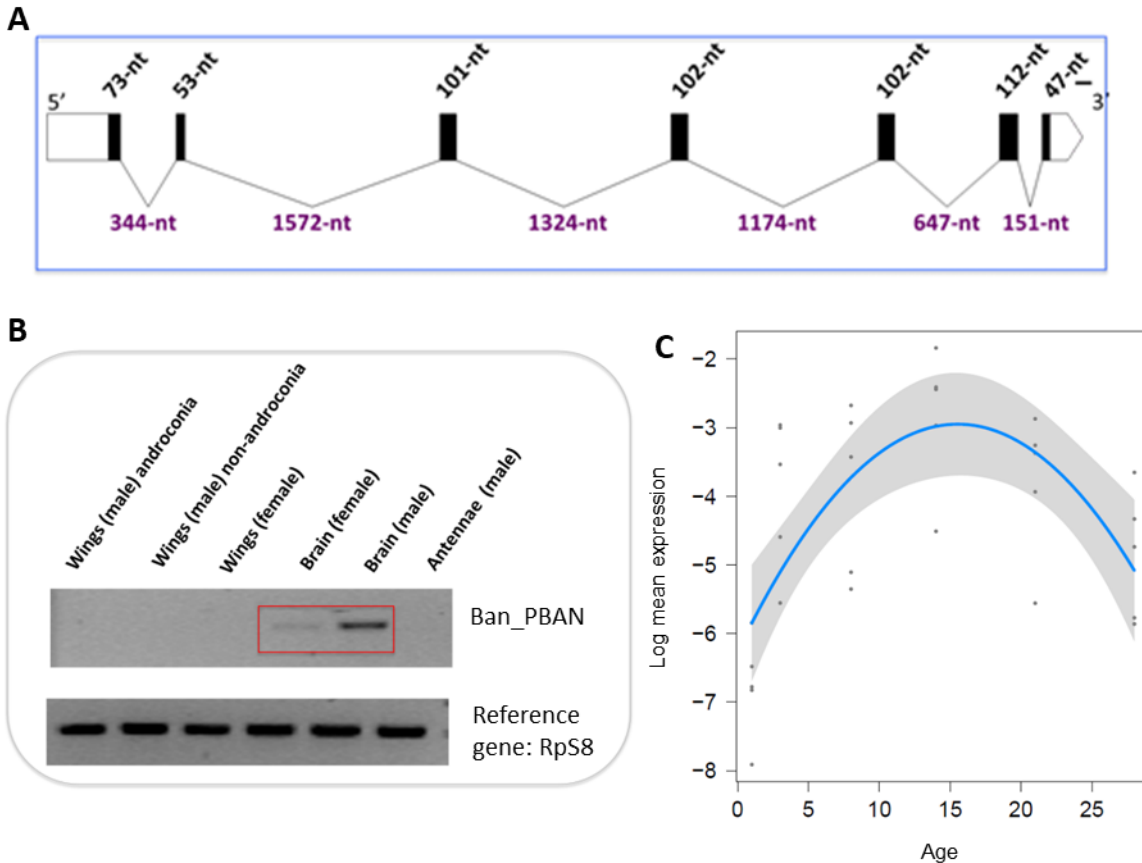 A
5′
73-nt
53-nt
101-nt
102-nt
102-nt
112-nt
47-nt
3′
344-nt
1572-nt
1324-nt
1174-nt
647-nt
151-nt
B
Wings (male) androconia
Wings (male) non-androconia
Wings (female)
Brain (female)
Brain (male)
Antennae (male)
Ban_PBAN
Reference
gene: RpS8
C
Log mean expression
−2
−3
−4
−5
−6
−7
−8
0
5
10
15
20
25
Age